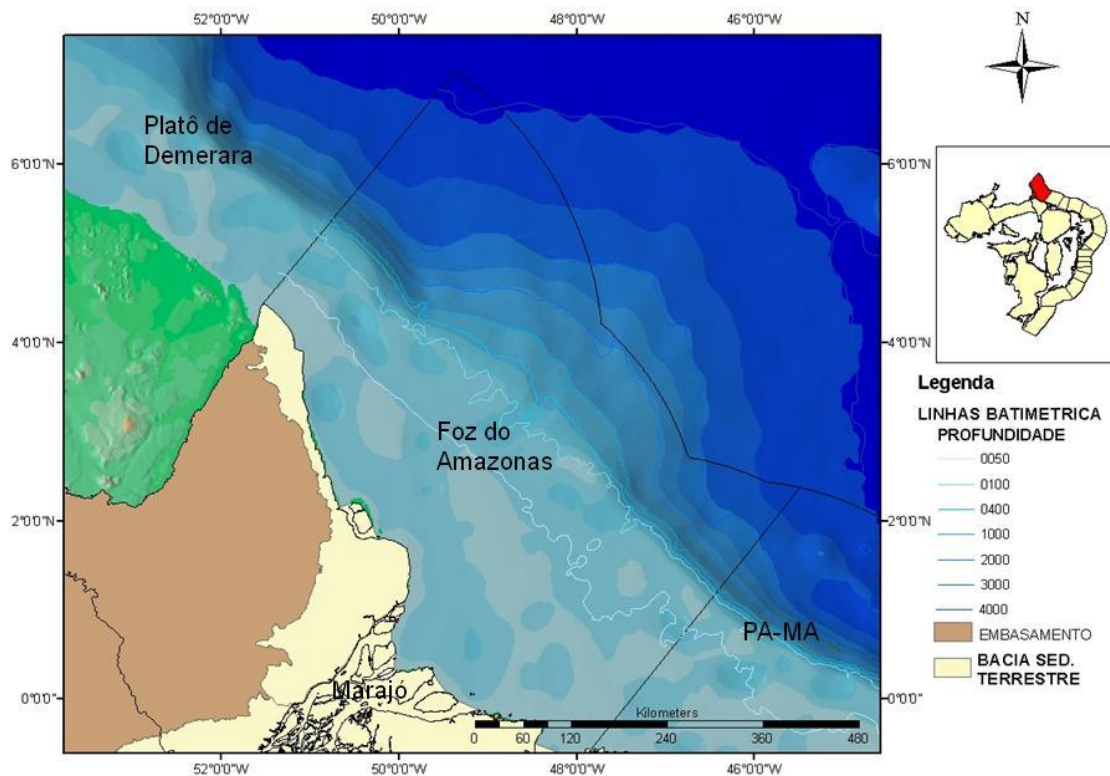 52°0'0"W 50°0'0"W 48°0'0"W 46°0'0"W
N
Platô de
Demerara
6°0'0"N 6°0'0"N
4°0'0"N 4°0'0"N
Foz do
Amazonas
Legenda
LINHAS BATIMETRICA
PROFUNDIDADE
0050
0100
0400
1000
2000
3000
4000
EMBASAMENTO
BACIA SED.
TERRESTRE
2°0'0"N 2°0'0"N
PA-MA
Marajó
0°0'0"N 0°0'0"N
Kilometers
0 60 120 240 360 480
52°0'0"W 50°0'0"W 48°0'0"W 46°0'0"W